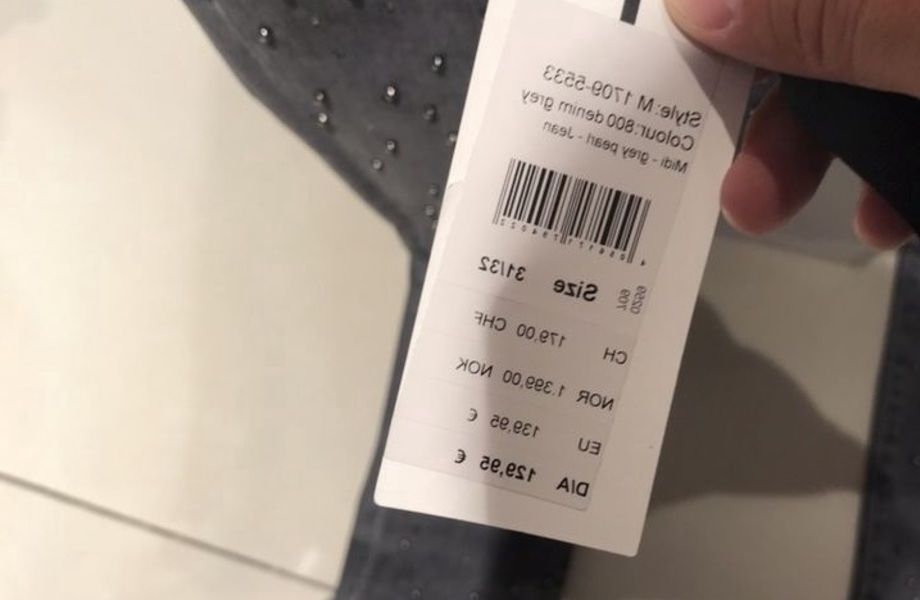 Style: M 1709-5533
Colour:800 denim grey
Midi - grey pearl - Jean
Size 31/32
CH 179,00 CHF
NOR 1.399,00 NOK
EU 139,95 €
D/A 129,95 €